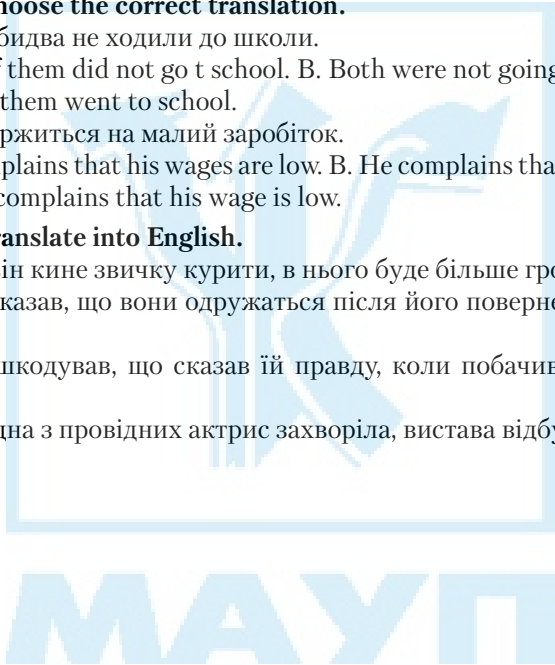 hoose the correct translation.
бидва не ходили до школи.
f them did not go t school. B. Both were not going
them went to school.
ржиться на малий заробіток.
plains that his wages are low. B. He complains tha
complains that his wage is low.
ranslate into English.
ін кине звичку курити, в нього буде більше гро
казав, що вони одружаться після його поверне
шкодував, що сказав їй правду, коли побачив
дна з провідних актрис захворіла, вистава відбу
МАУП